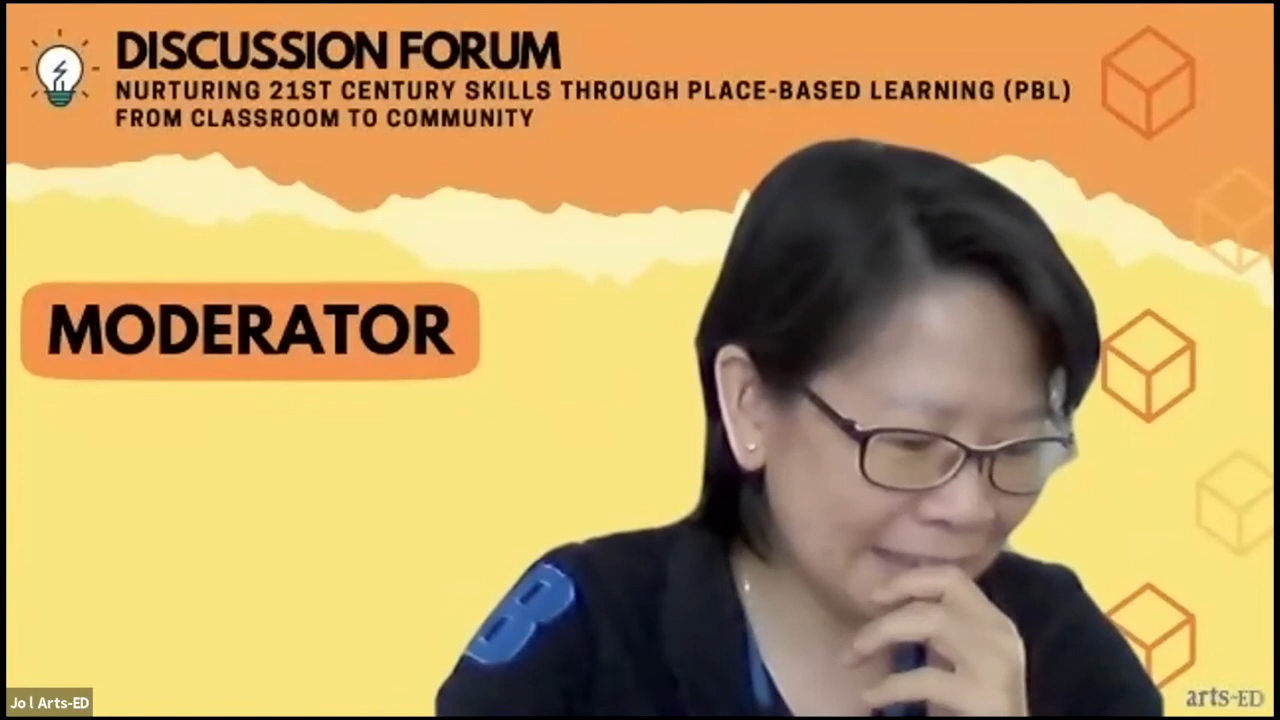 DISCUSSION FORUM
NURTURING 21ST CENTURY SKILLS THROUGH PLACE-BASED LEARNING (PBL)
FROM CLASSROOM TO COMMUNITY
MODERATOR
B
Jo l Arts-ED
arts-ED